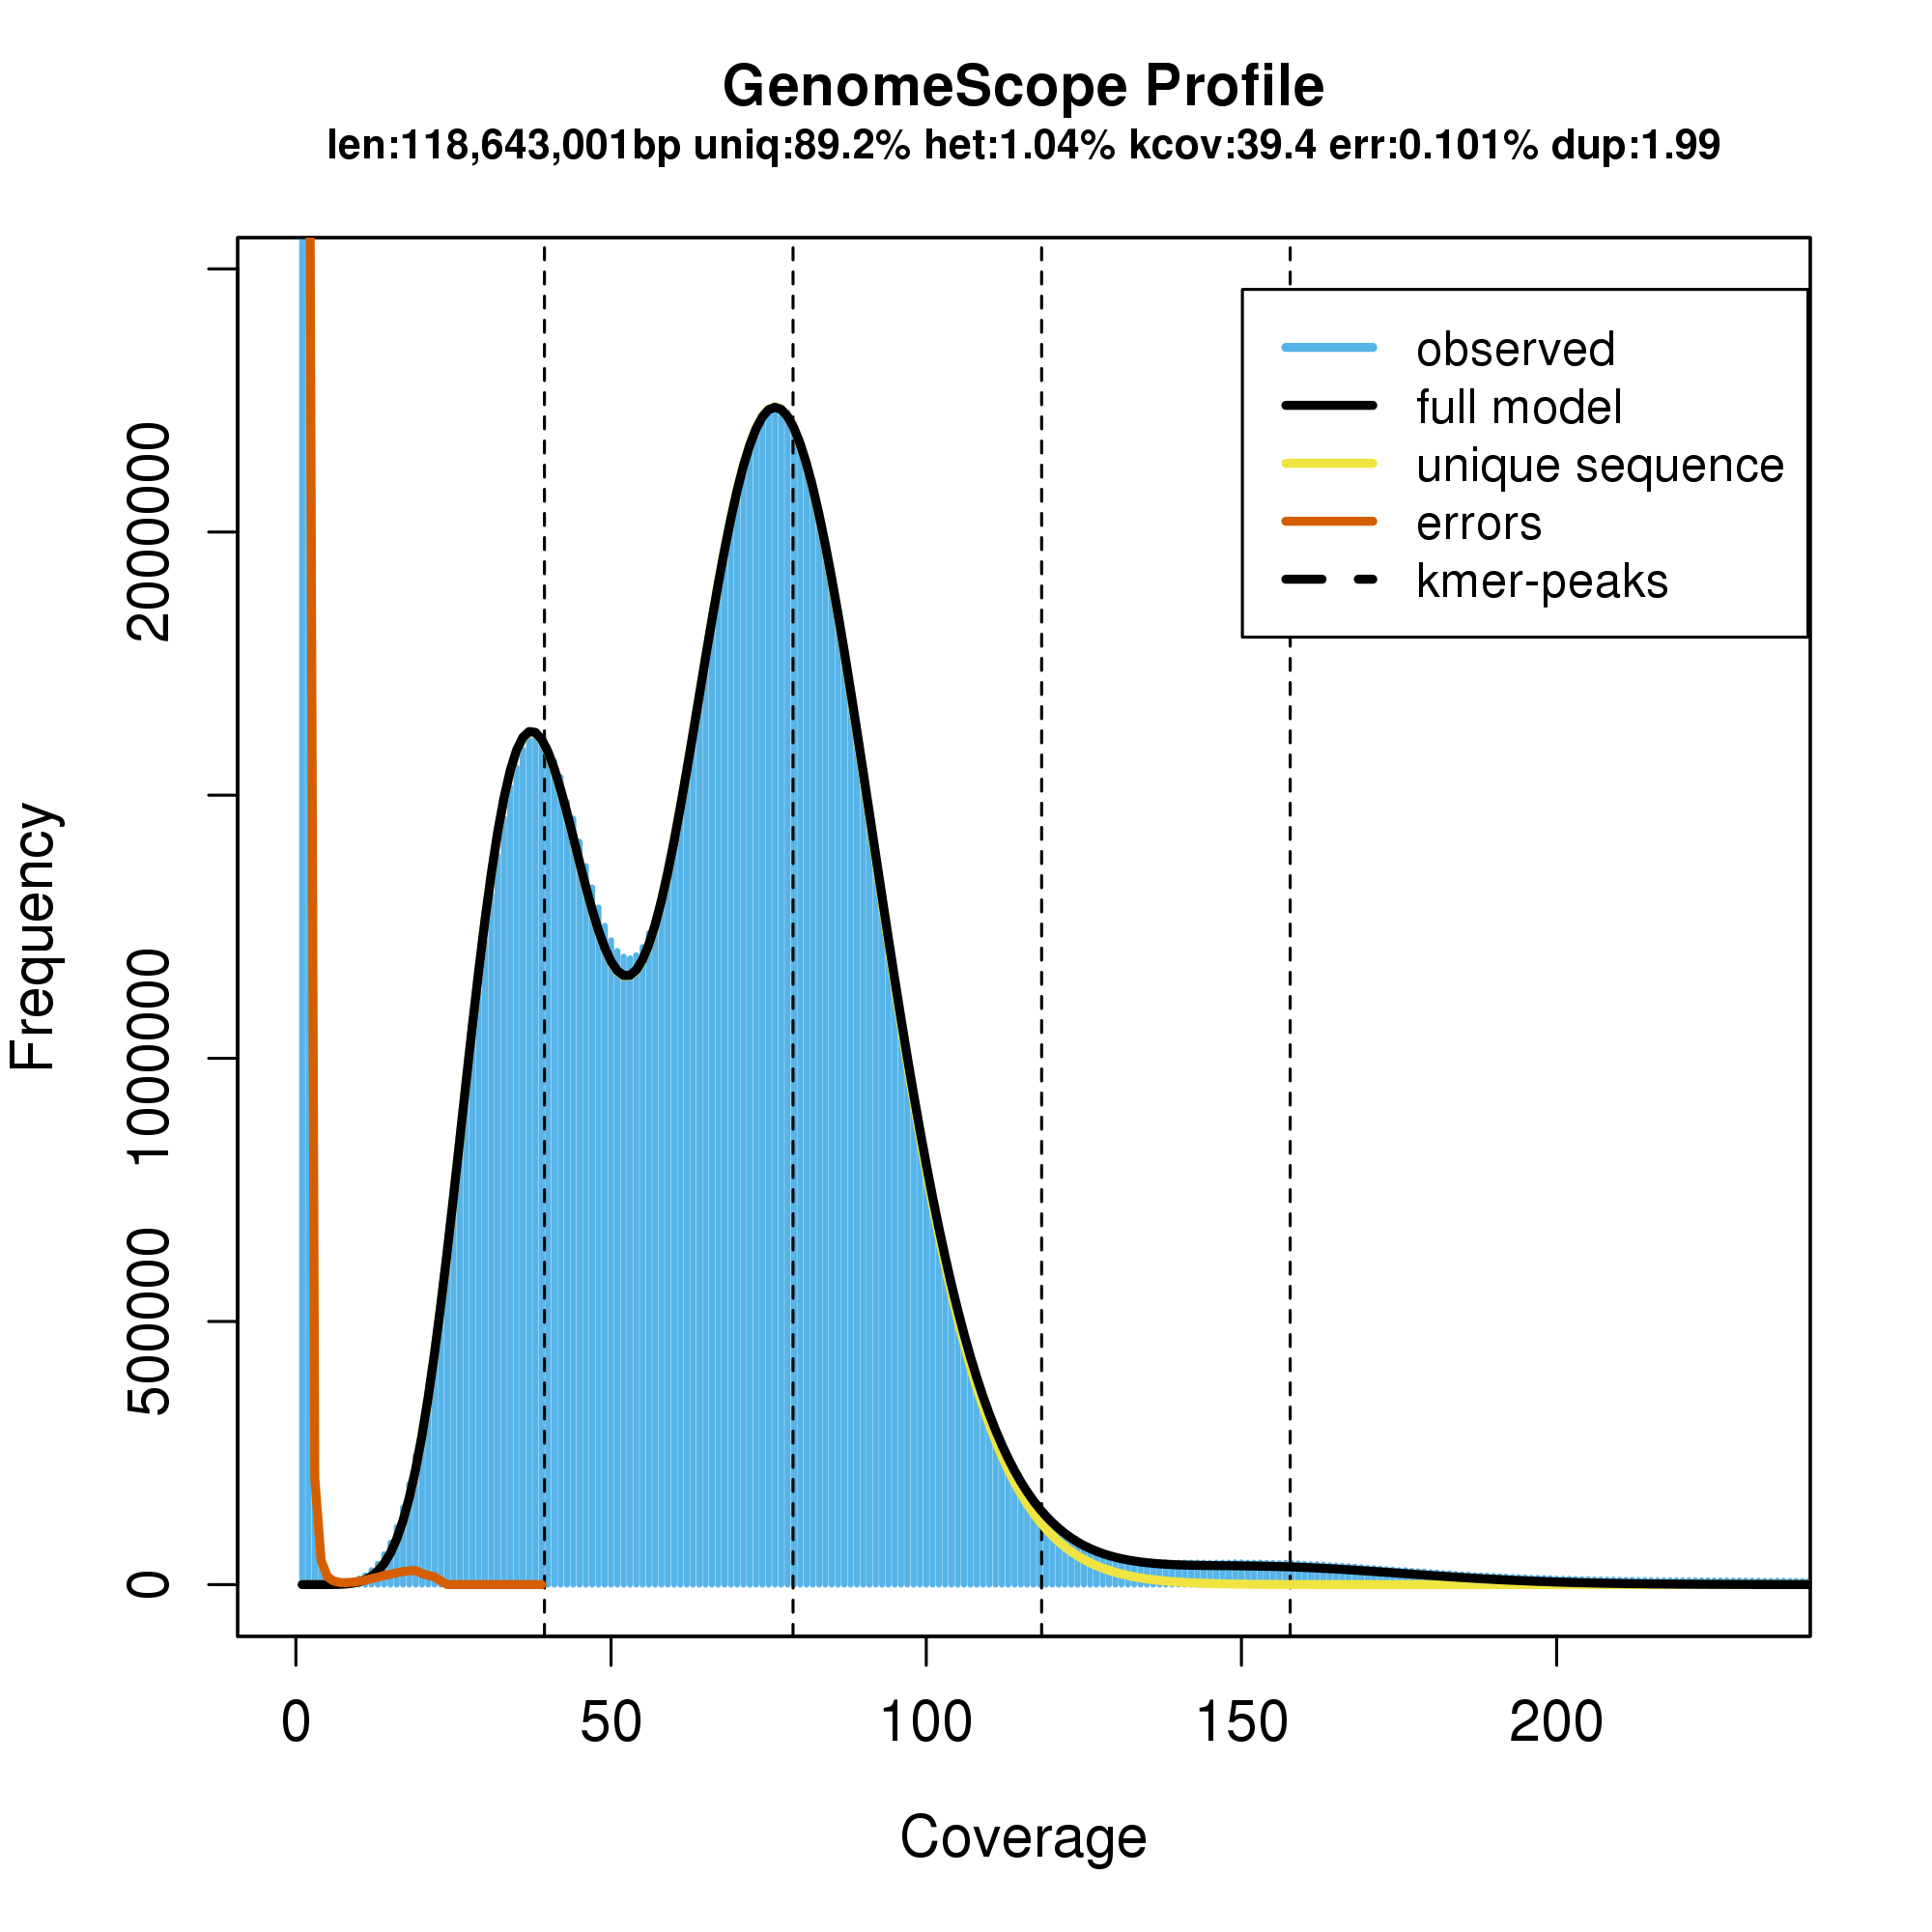 GenomeScope Profile
len:118,643,001bp uniq:89.2% het:1.04% kcov:39.4 err:0.101% dup:1.99
observed
full model
unique sequence
errors
kmer-peaks
Frequency
2000000
1000000
500000
0
0 50 100 150 200
Coverage